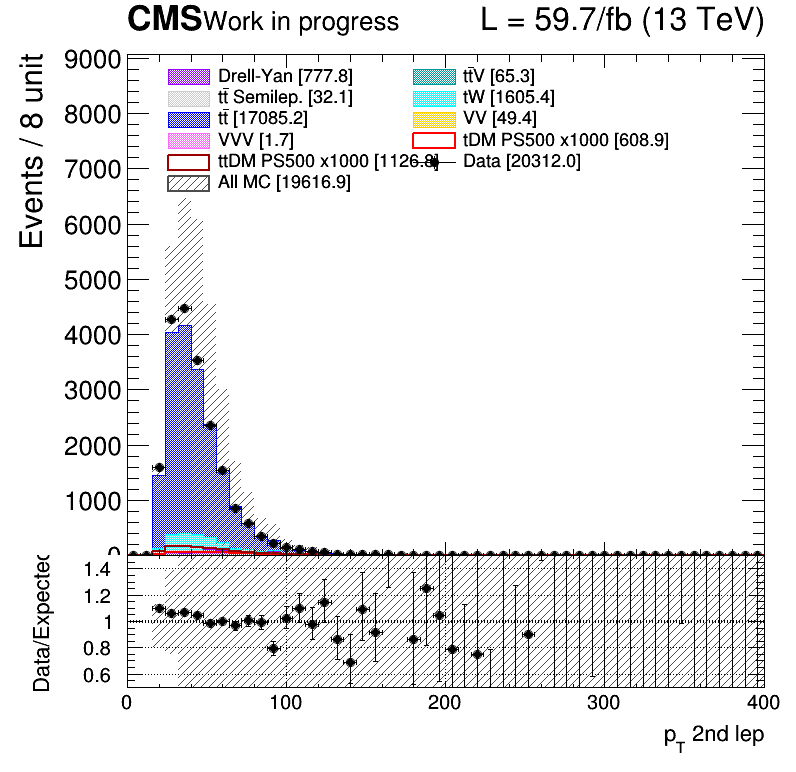 CMS Work in progress L = 59.7/fb (13 TeV)
Events / 8 unit
9000
8000
7000
6000
5000
4000
3000
2000
1000
0
Drell-Yan [777.8]
tt̄ Semilep. [32.1]
tt̄ [17085.2]
VVV [1.7]
ttDM PS500 x1000 [1126.8]
All MC [19616.9]
tt̄V [65.3]
tW [1605.4]
VV [49.4]
tDM PS500 x1000 [608.9]
Data [20312.0]
Data/Expected
1.4
1.2
1
0.8
0.6
0 100 200 300 400
p_T 2nd lep